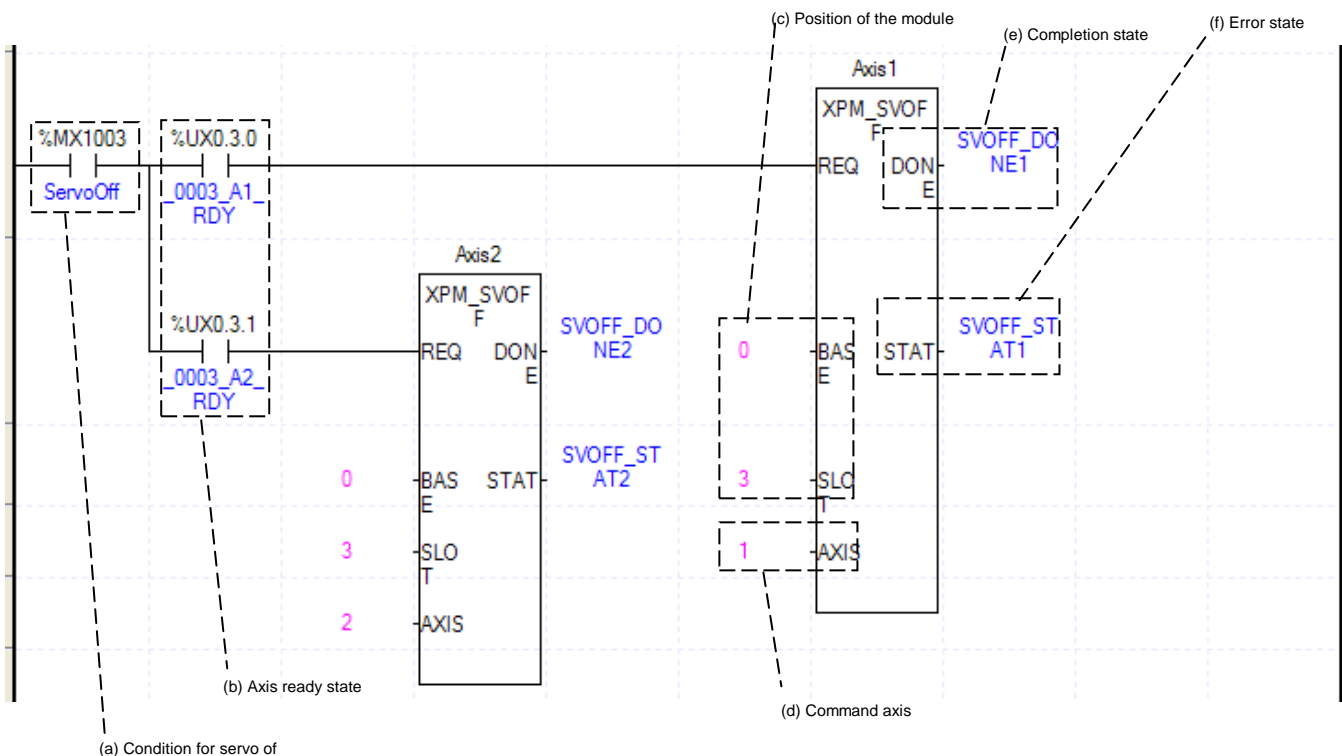 (c) Position of the module
(f) Error state
(e) Completion state
Axis1
XPM_SVOF
F
%MX1003
%UX0.3.0
SVOFF_DO
NE1
REQ
DON
E
ServoOff
_0003_A1_
RDY
Axis2
XPM_SVOF
F
%UX0.3.1
SVOFF_DO
NE2
SVOFF_ST
AT1
REQ
DON
E
0
BAS
E
STAT
_0003_A2_
RDY
SVOFF_ST
AT2
0
BAS
E
STAT
3
SLO
T
3
SLO
T
1
AXIS
2
AXIS
(b) Axis ready state
(d) Command axis
(a) Condition for servo of